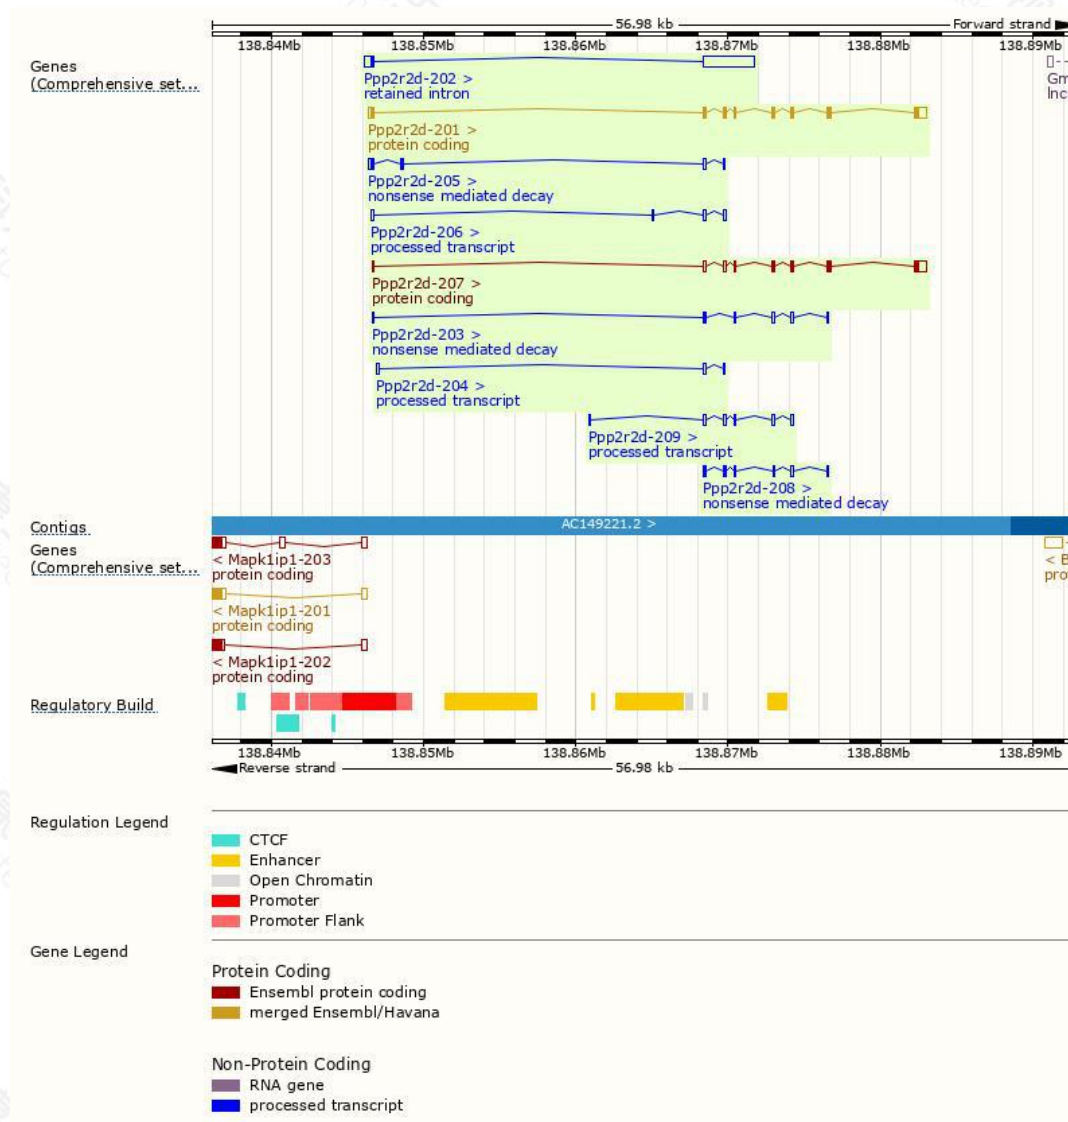 56.98 kb Forward strand
138.84Mb 138.85Mb 138.86Mb 138.87Mb 138.88Mb 138.89Mb
Genes
(Comprehensive set...
Ppp2r2d-202 >
retained intron
Gm
lnc
Ppp2r2d-201 >
protein coding
Ppp2r2d-205 >
nonsense mediated decay
Ppp2r2d-206 >
processed transcript
Ppp2r2d-207 >
protein coding
Ppp2r2d-203 >
nonsense mediated decay
Ppp2r2d-204 >
processed transcript
Ppp2r2d-209 >
processed transcript
Ppp2r2d-208 >
nonsense mediated decay
Contigs
AC149221.2 >
Genes
(Comprehensive set...
< Mapk1ip1-203
protein coding
< B
pro
< Mapk1ip1-201
protein coding
< Mapk1ip1-202
protein coding
Regulatory Build
138.84Mb 138.85Mb 138.86Mb 138.87Mb 138.88Mb 138.89Mb
Reverse strand 56.98 kb
Regulation Legend
CTCF
Enhancer
Open Chromatin
Promoter
Promoter Flank
Gene Legend
Protein Coding
Ensembl protein coding
merged Ensembl/Havana
Non-Protein Coding
RNA gene
processed transcript